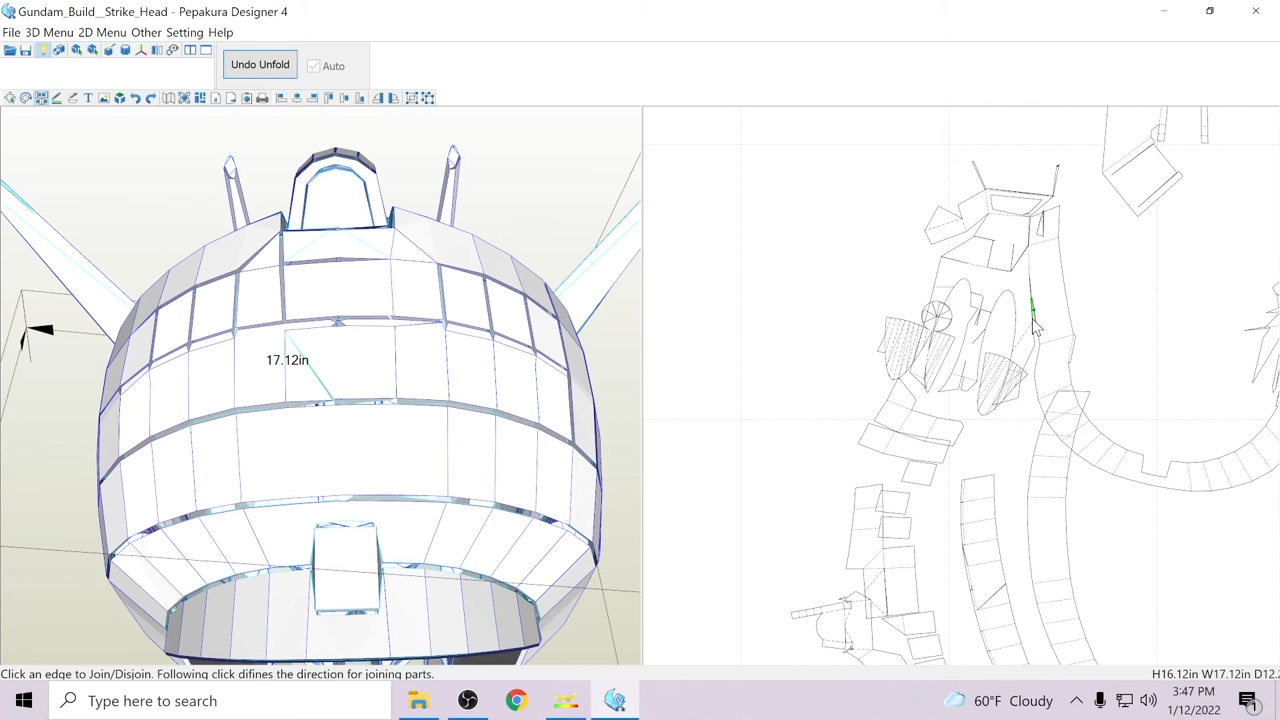 Gundam_Build__Strike_Head - Pepakura Designer 4
File 3D Menu 2D Menu Other Setting Help
Undo Unfold
Auto
17.12in
Click an edge to Join/Disjoin. Following click difines the direction for joining parts.
H16.12in W17.12in D12.
Type here to search
60°F Cloudy
3:47 PM
1/12/2022
1